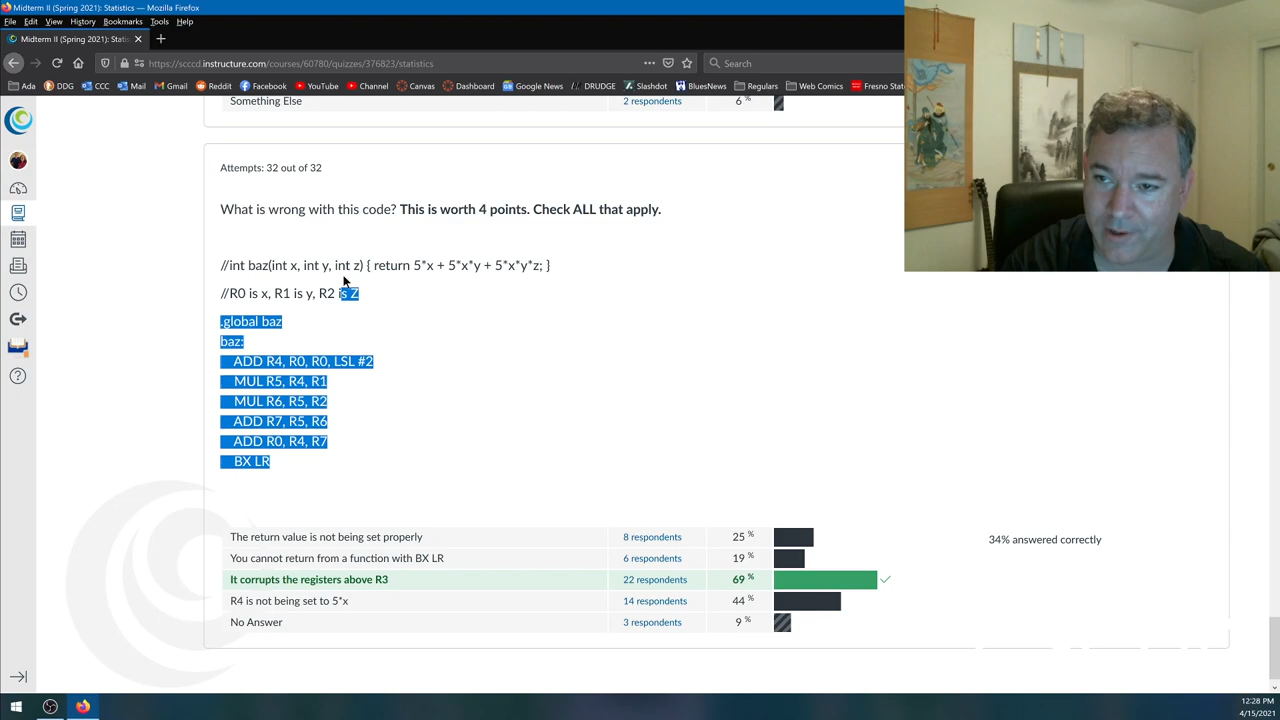 Midterm II (Spring 2021): Statistics — Mozilla Firefox
File Edit View History Bookmarks Tools Help
Midterm II (Spring 2021): Statis
https://scccd.instructure.com/courses/60780/quizzes/376823/statistics
Search
Ada DDG CCC Mail Gmail Reddit Facebook YouTube Channel Canvas Dashboard Google News DRUDGE Slashdot BluesNews Regulars Web Comics Fresno Stat
Something Else 2 respondents 6 %
Attempts: 32 out of 32
What is wrong with this code? This is worth 4 points. Check ALL that apply.
//int baz(int x, int y, int z) { return 5*x + 5*x*y + 5*x*y*z; }
//R0 is x, R1 is y, R2 is Z
.global baz
baz:
ADD R4, R0, R0, LSL #2
MUL R5, R4, R1
MUL R6, R5, R2
ADD R7, R5, R6
ADD R0, R4, R7
BX LR
The return value is not being set properly 8 respondents 25 %
34% answered correctly
You cannot return from a function with BX LR 6 respondents 19 %
It corrupts the registers above R3 22 respondents 69 %
R4 is not being set to 5*x 14 respondents 44 %
No Answer 3 respondents 9 %
12:28 PM
4/15/2021